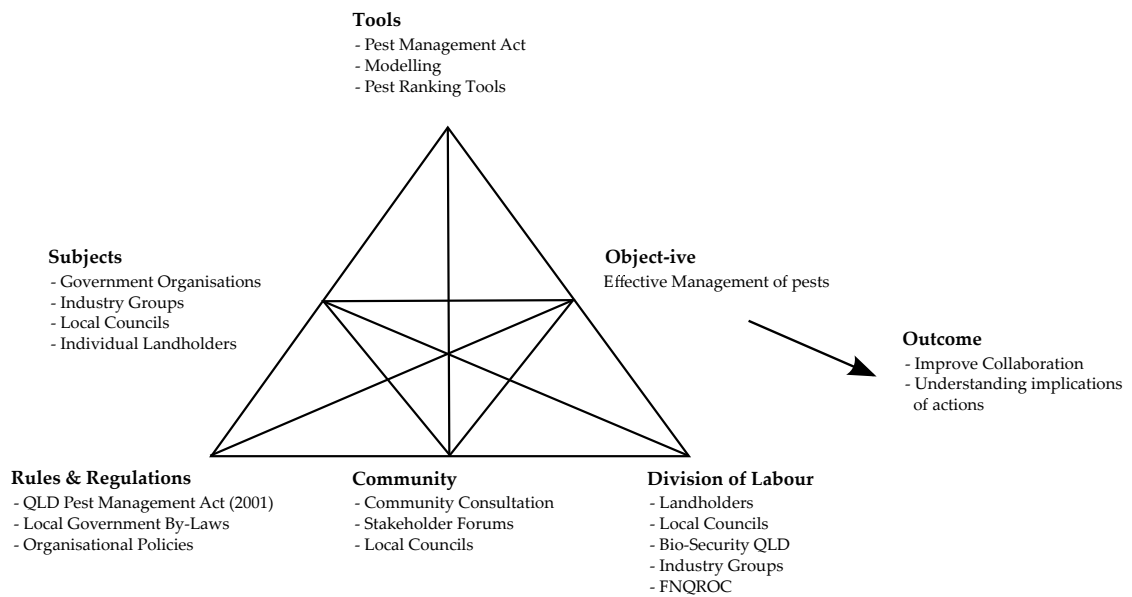 Tools
- Pest Management Act
- Modelling
- Pest Ranking Tools
Subjects
- Government Organisations
- Industry Groups
- Local Councils
- Individual Landholders
Object-ive
Effective Management of pests
Outcome
- Improve Collaboration
- Understanding implications
of actions
Rules & Regulations
- QLD Pest Management Act (2001)
- Local Government By-Laws
- Organisational Policies
Community
- Community Consultation
- Stakeholder Forums
- Local Councils
Division of Labour
- Landholders
- Local Councils
- Bio-Security QLD
- Industry Groups
- FNQROC